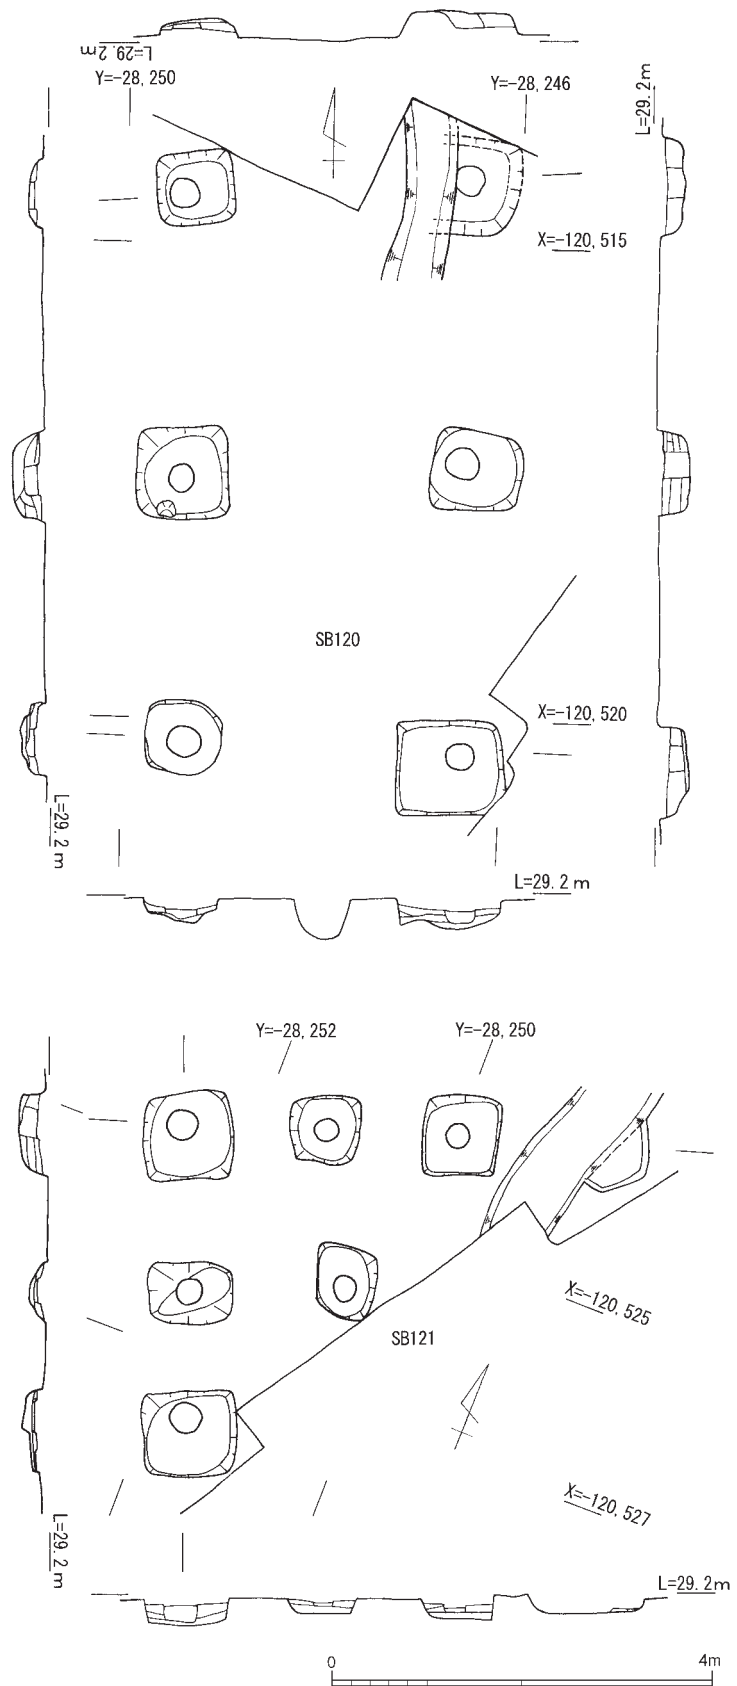 L=29.2m
Y=-28,250
Y=-28,246
L=29.2m
X=-120,515
SB120
X=-120,520
L=29.2m
L=29.2m
Y=-28,252
Y=-28,250
X=-120,525
SB121
X=-120,527
L=29.2m
L=29.2m
0
4m